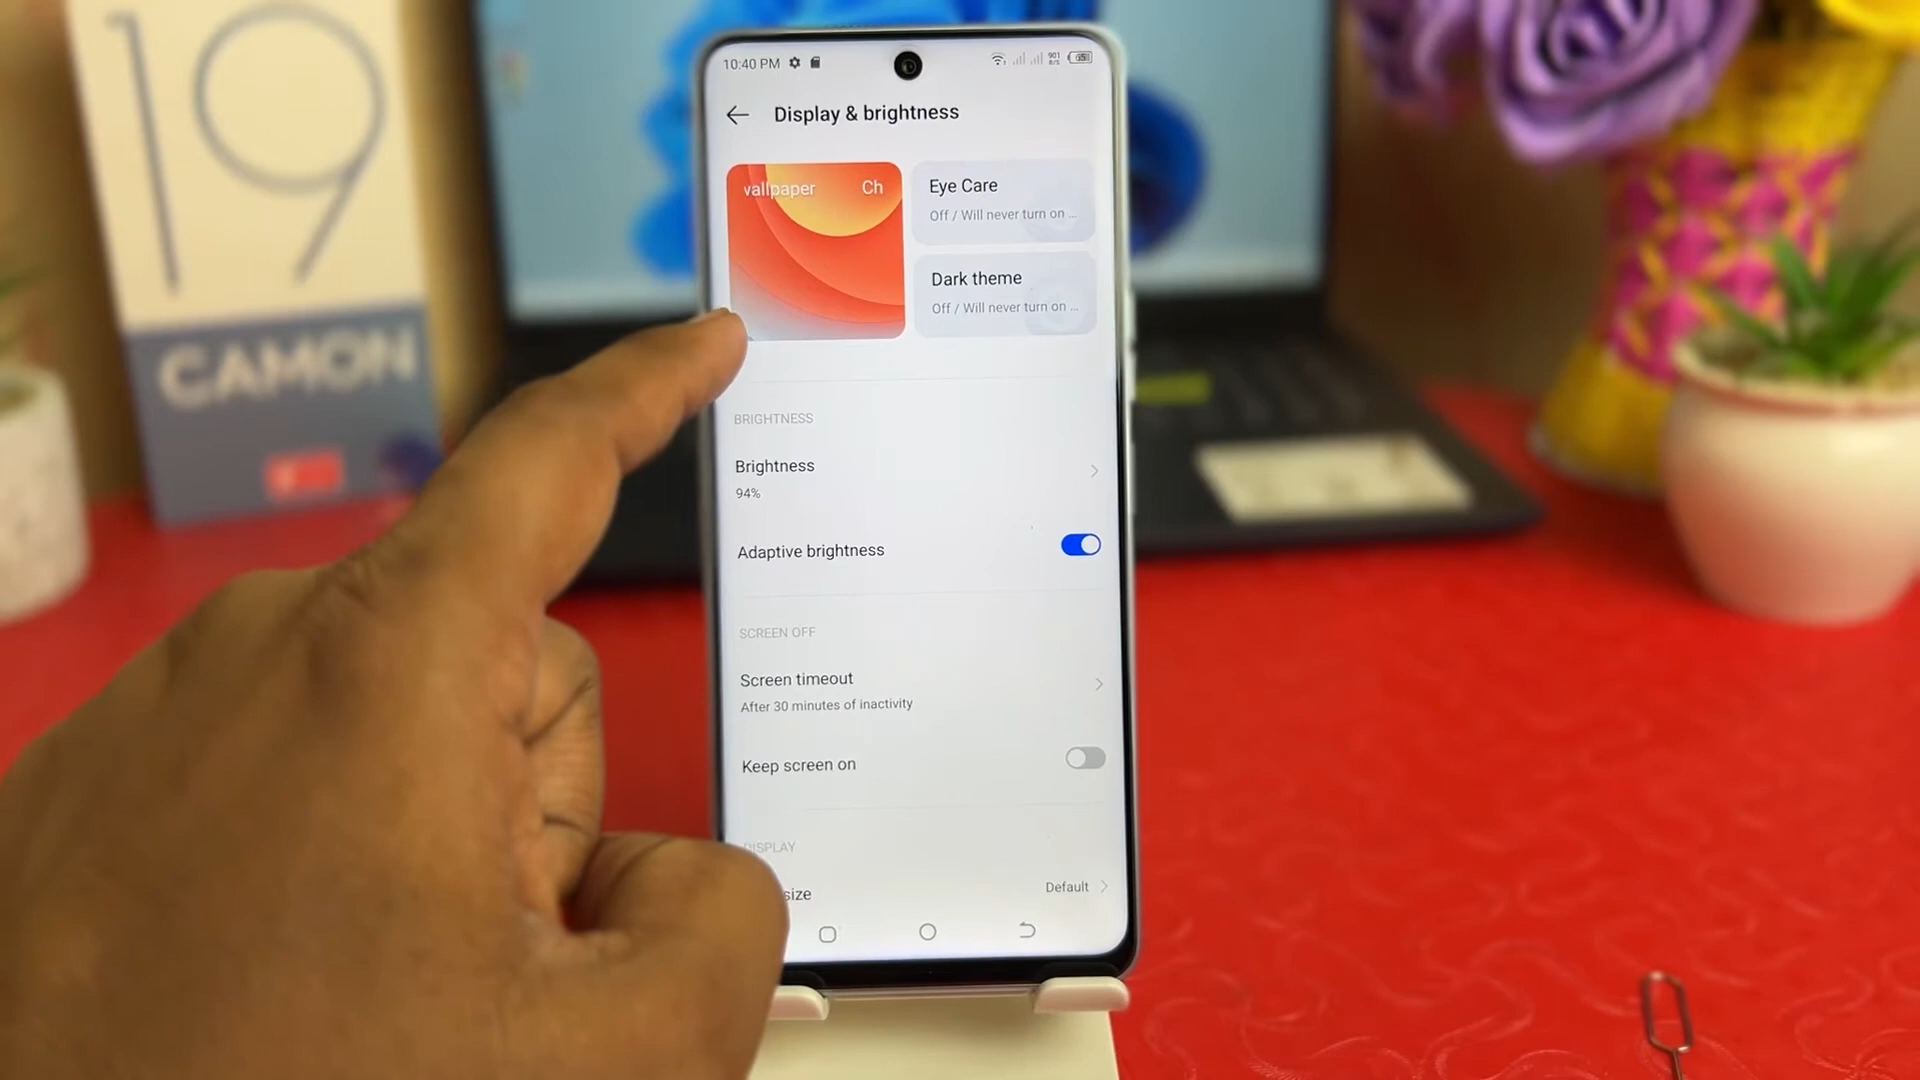 19
CAMON
10:40 PM
901
B/S
Display & brightness
vallpaper Ch
Eye Care
Off / Will never turn on ...
Dark theme
Off / Will never turn on ...
BRIGHTNESS
Brightness
94%
Adaptive brightness
SCREEN OFF
Screen timeout
After 30 minutes of inactivity
Keep screen on
DISPLAY
size Default